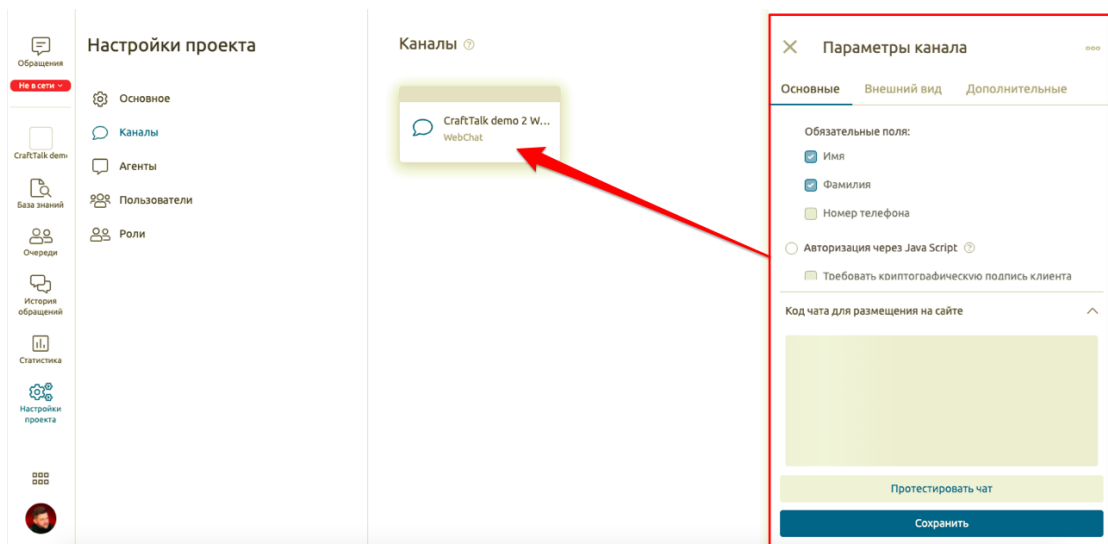 Обращения
Не в сети
CraftTalk dem
База знаний
Очереди
История
обращений
Статистика
Настройки
проекта
Настройки проекта
Основное
Каналы
Агенты
Пользователи
Роли
Каналы
CraftTalk demo 2 W...
WebChat
Параметры канала
Основные Внешний вид Дополнительные
Обязательные поля:
Имя
Фамилия
Номер телефона
Авторизация через Java Script
Требовать криптографическую подпись клиента
Код чата для размещения на сайте
Протестировать чат
Сохранить